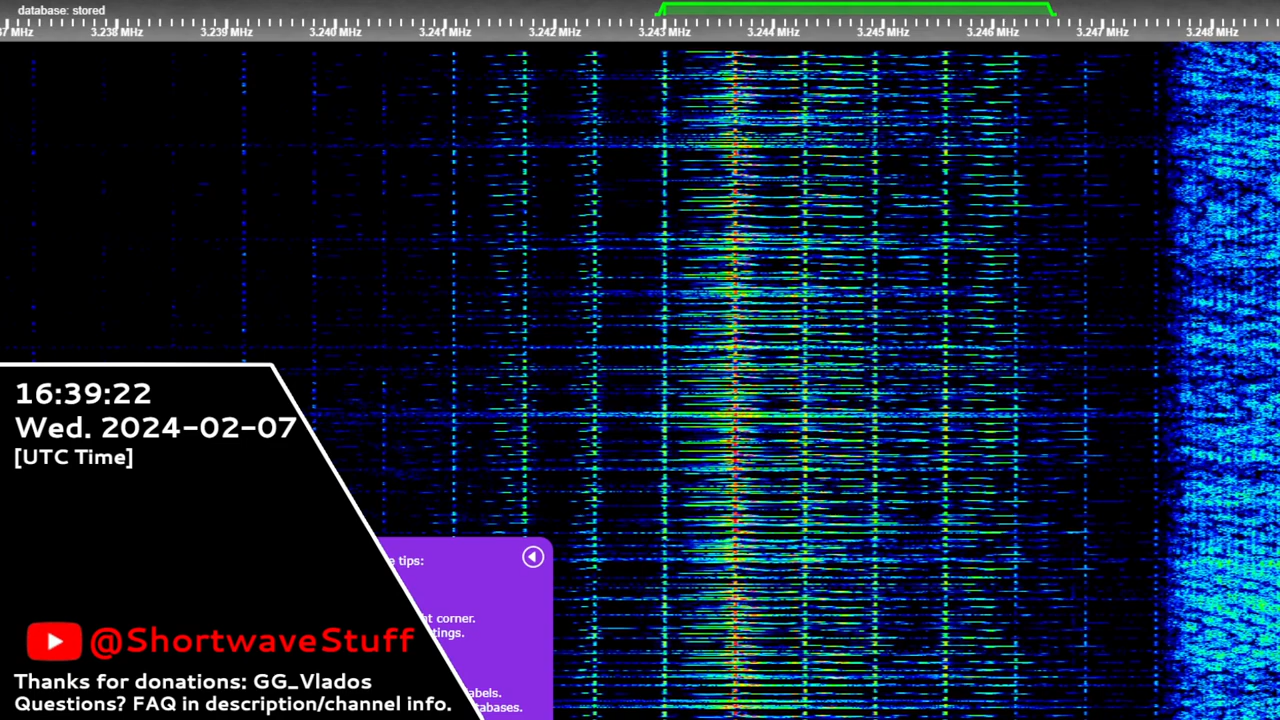 database: stored
37 MHz 3.238 MHz 3.239 MHz 3.240 MHz 3.241 MHz 3.242 MHz 3.243 MHz 3.244 MHz 3.245 MHz 3.246 MHz 3.247 MHz 3.248 MHz
16:39:22
Wed. 2024-02-07
[UTC Time]
e tips:
ht corner.
tings.
abels.
tabases.
@ShortwaveStuff
Thanks for donations: GG_Vlados
Questions? FAQ in description/channel info.